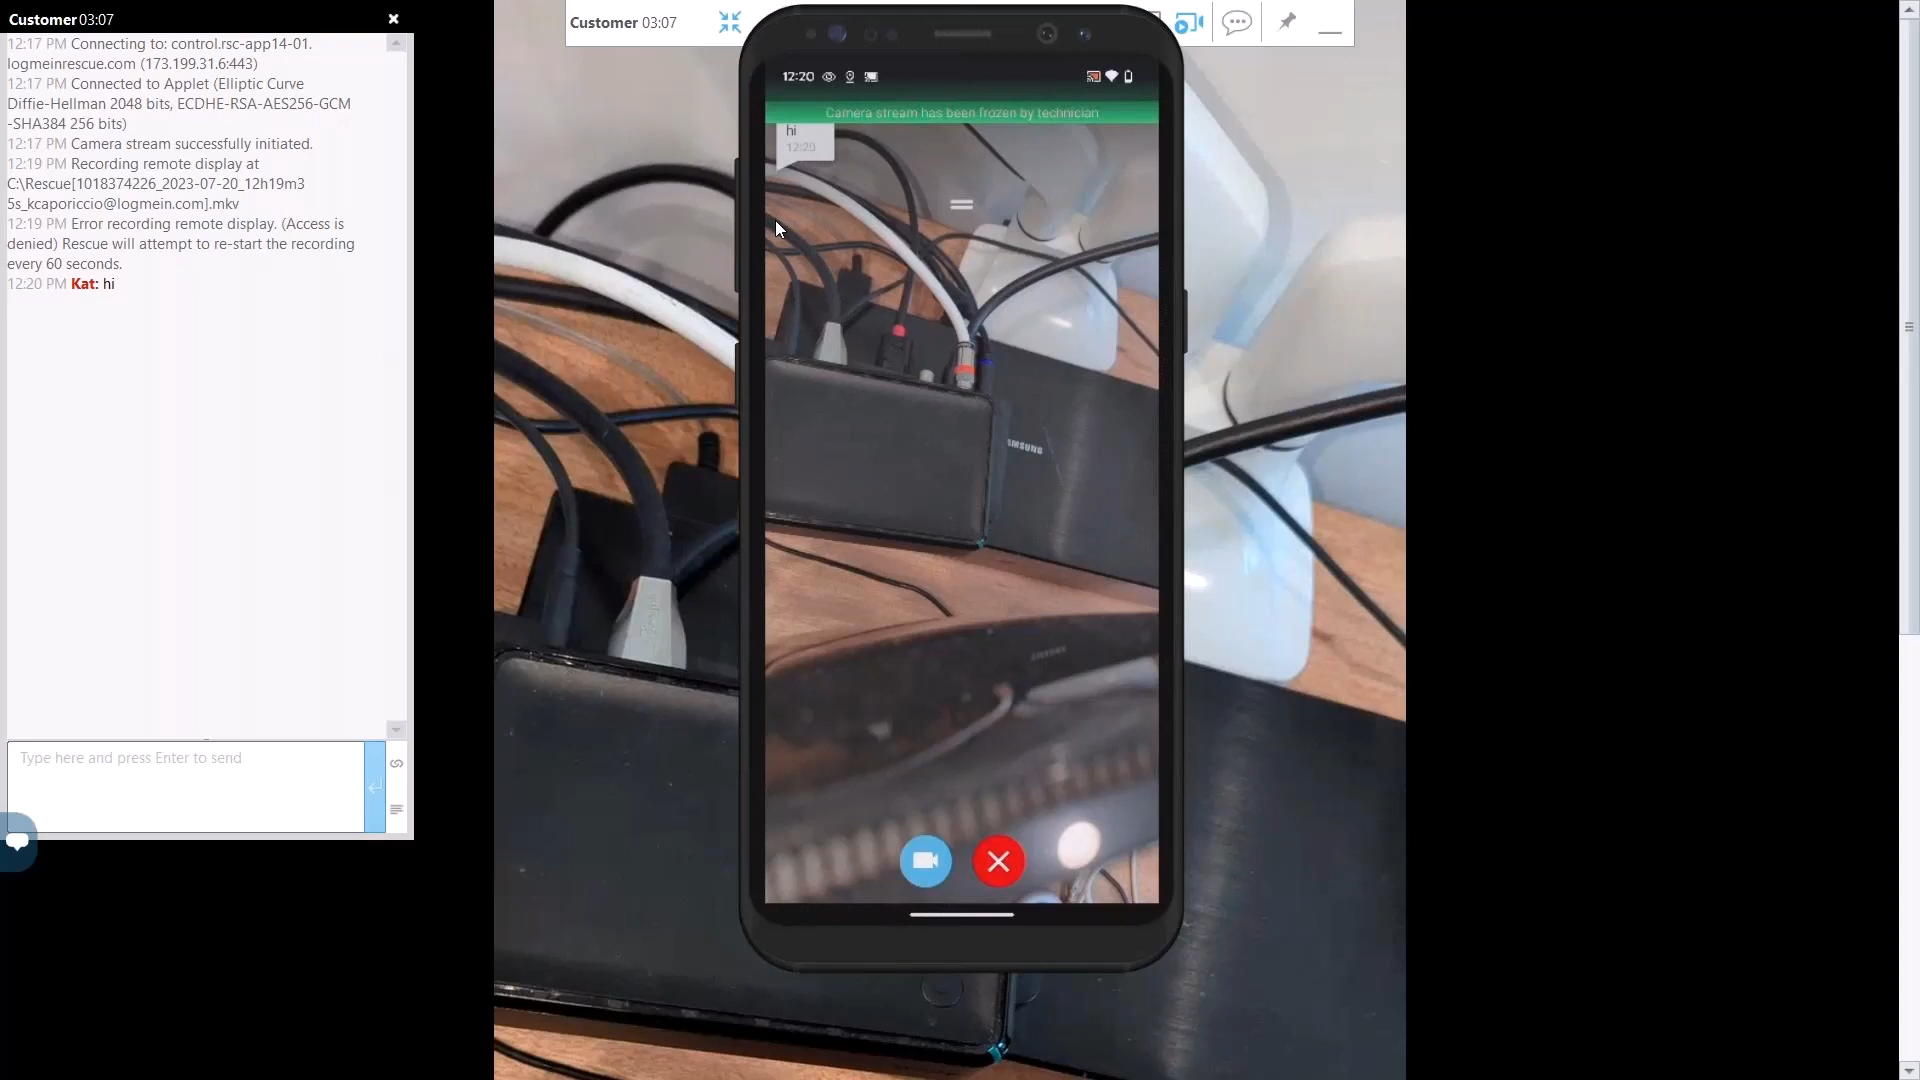 Customer 03:07
12:17 PM Connecting to: control.rsc-app14-01.
logmeinrescue.com (173.199.31.6:443)
12:17 PM Connected to Applet (Elliptic Curve
Diffie-Hellman 2048 bits, ECDHE-RSA-AES256-GCM
-SHA384 256 bits)
12:17 PM Camera stream successfully initiated.
12:19 PM Recording remote display at
C:\Rescue[1018374226_2023-07-20_12h19m3
5s_kcaporiccio@logmein.com].mkv
12:19 PM Error recording remote display. (Access is
denied) Rescue will attempt to re-start the recording
every 60 seconds.
12:20 PM Kat: hi
Type here and press Enter to send
Customer 03:07
12:20
Camera stream has been frozen by technician
hi
12:20
SAMSUNG